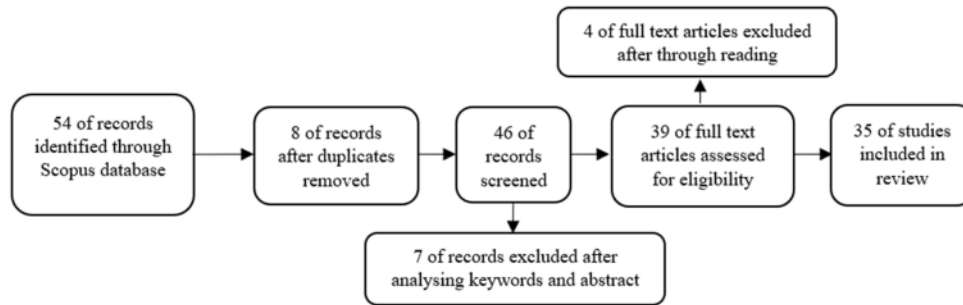 4 of full text articles excluded
after through reading
54 of records
identified through
Scopus database
8 of records
after duplicates
removed
46 of
records
screened
39 of full text
articles assessed
for eligibility
35 of studies
included in
review
7 of records excluded after
analysing keywords and abstract